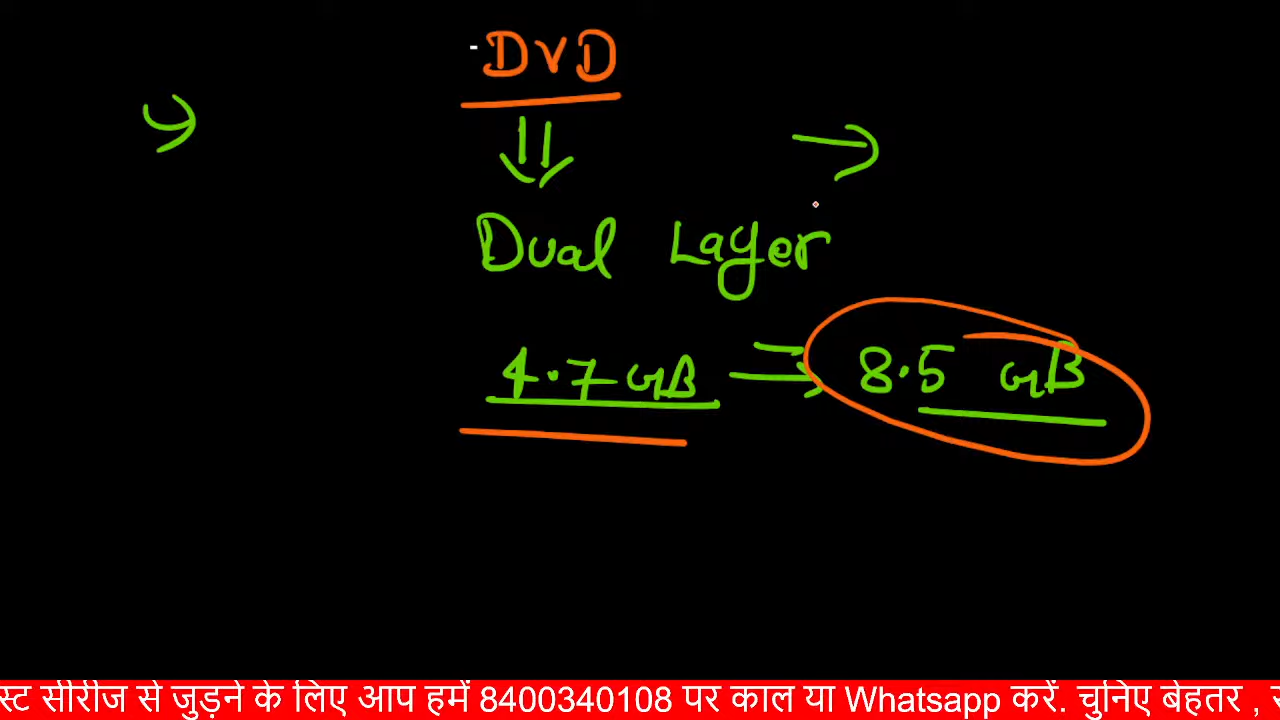 DVD
Dual Layer
4.7 GB ⇒ 8.5 GB
स्ट सीरीज से जुड़ने के लिए आप हमें 8400340108 पर काल या Whatsapp करें. चुनिए बेहतर ,